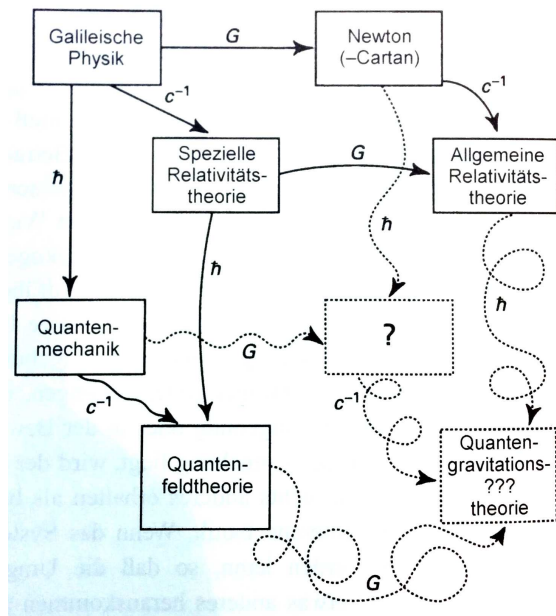 Galileische
Physik
G
Newton
(–Cartan)
c⁻¹
c⁻¹
Spezielle
Relativitäts-
theorie
G
Allgemeine
Relativitäts-
theorie
ħ
ħ
ħ
ħ
Quanten-
mechanik
G
?
c⁻¹
c⁻¹
Quanten-
feldtheorie
Quanten-
gravitations-
???
theorie
G